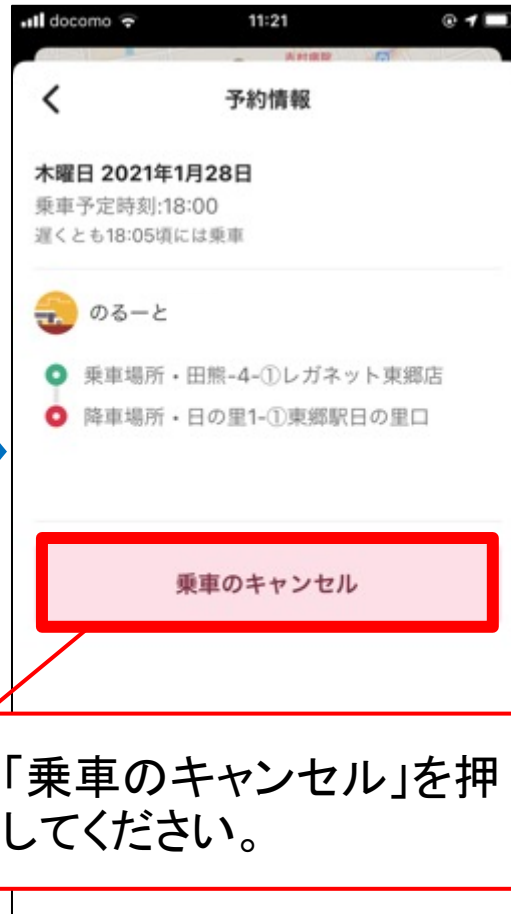 docomo 11:21
吉村病院
予約情報
木曜日 2021年1月28日
乗車予定時刻:18:00
遅くとも18:05頃には乗車
のるーと
乗車場所・田熊-4-①レガネット東郷店
降車場所・日の里1-①東郷駅日の里口
乗車のキャンセル
「乗車のキャンセル」を押
してください。